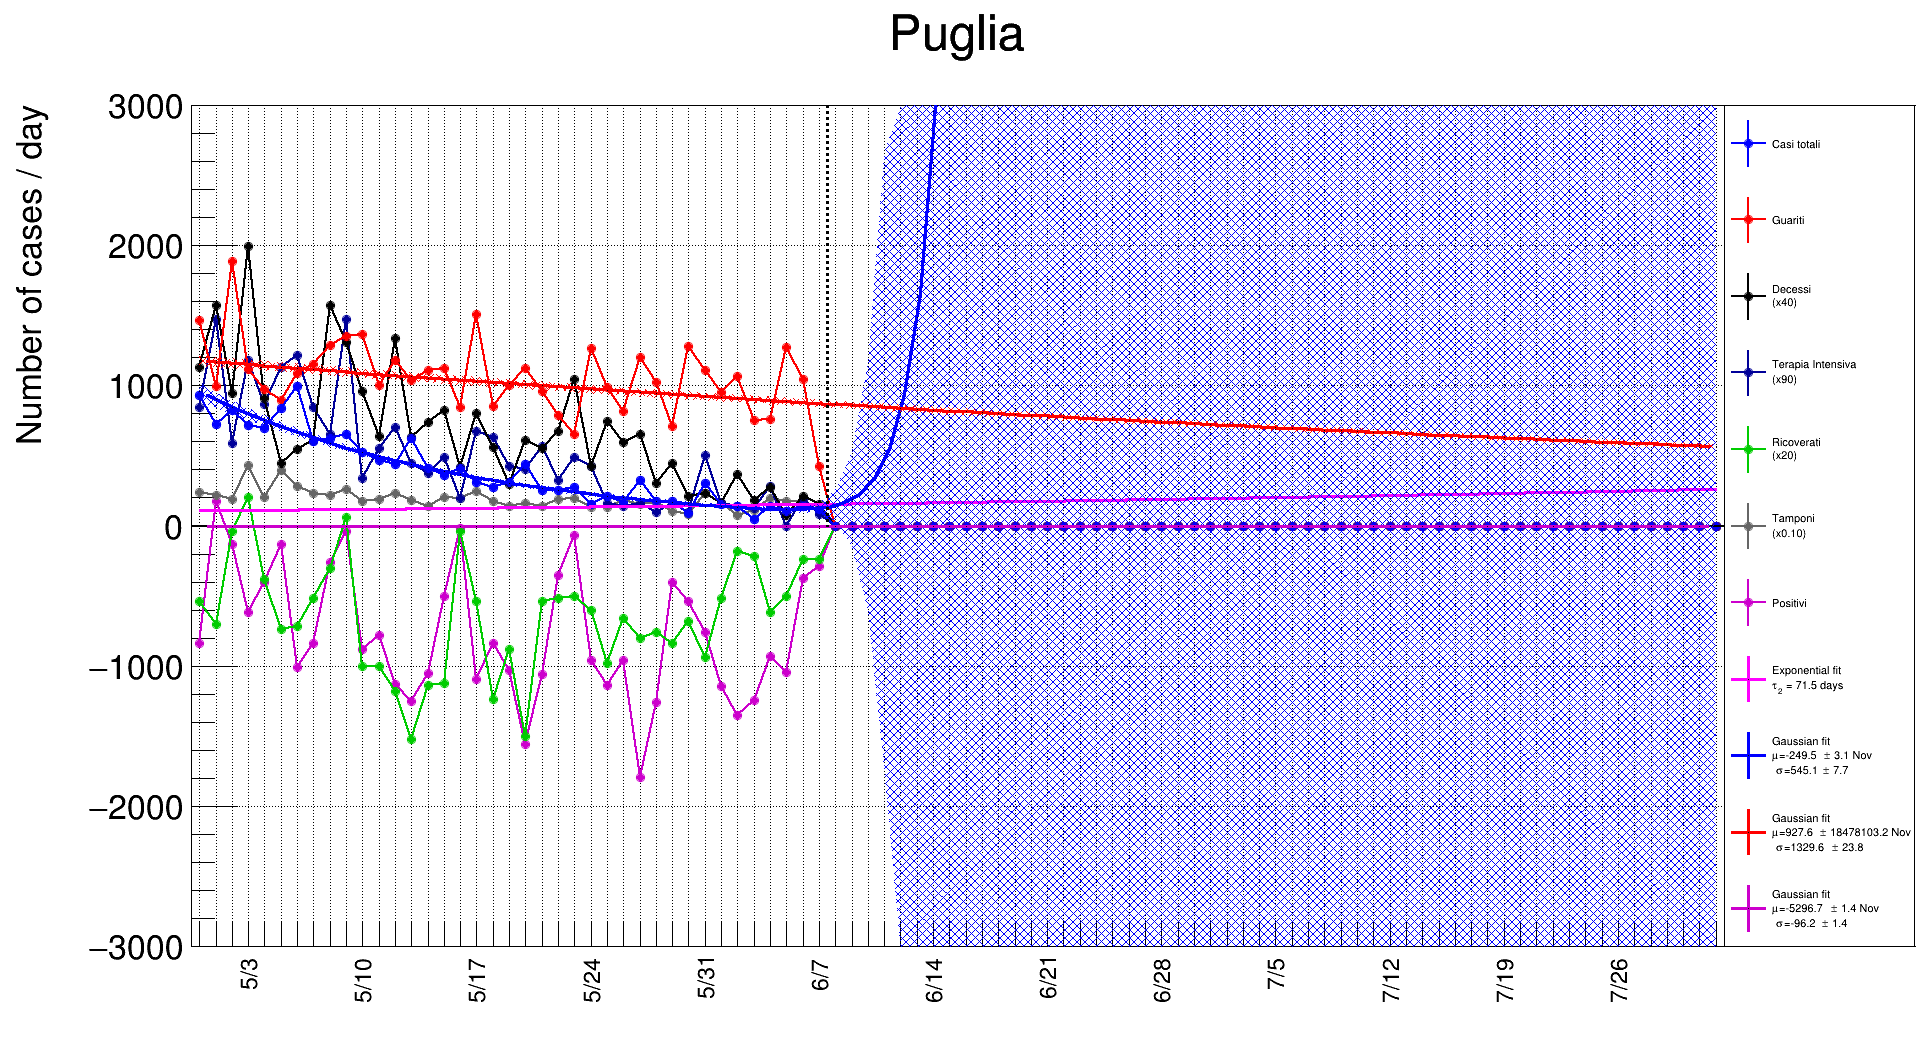 Puglia
Number of cases / day
3000
2000
1000
0
−1000
−2000
−3000
5/3
5/10
5/17
5/24
5/31
6/7
6/14
6/21
6/28
7/5
7/12
7/19
7/26
Casi totali
Guariti
Decessi
(x40)
Terapia Intensiva
(x90)
Ricoverati
(x20)
Tamponi
(x0.10)
Positivi
Exponential fit
τ2 = 71.5 days
Gaussian fit
μ=-249.5 ± 3.1 Nov
σ=545.1 ± 7.7
Gaussian fit
μ=927.6 ± 18478103.2 Nov
σ=1329.6 ± 23.8
Gaussian fit
μ=-5296.7 ± 1.4 Nov
σ=-96.2 ± 1.4